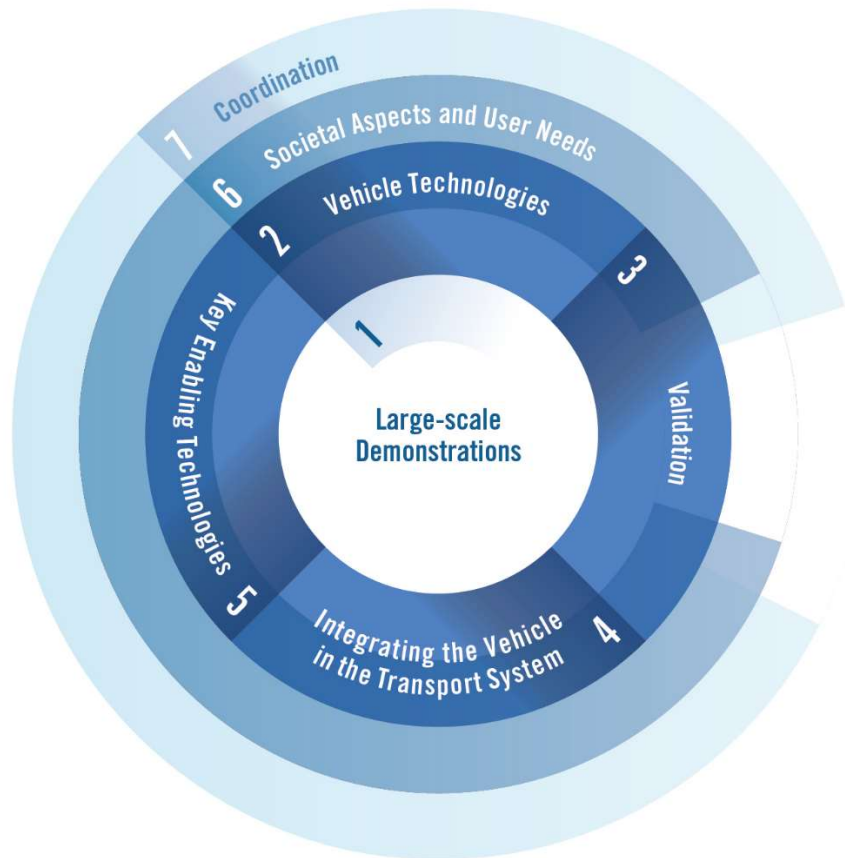 7 Coordination
6 Societal Aspects and User Needs
2 Vehicle Technologies
3 Validation
1 Large-scale
Demonstrations
5 Key Enabling Technologies
4 Integrating the Vehicle
in the Transport System